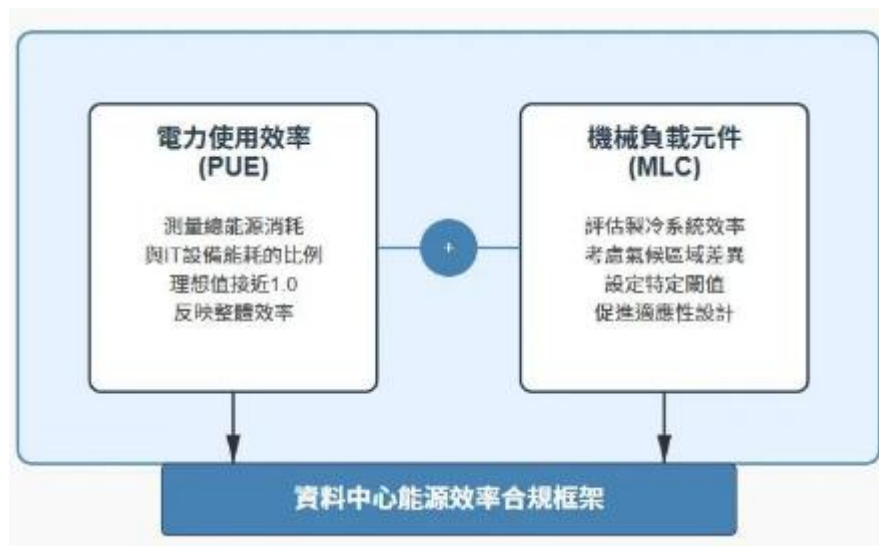 電力使用效率
(PUE)
測量總能源消耗
與IT設備能耗的比例
理想值接近1.0
反映整體效率
+
機械負載元件
(MLC)
評估製冷系統效率
考慮氣候區域差異
設定特定閾值
促進適應性設計
資料中心能源效率合規框架